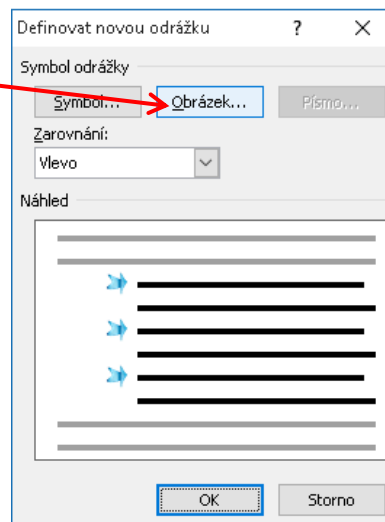 Definovat novou odrážku ? ×
Symbol odrážky
Symbol... Obrázek... Písmo...
Zarovnání:
Vlevo
Náhled
OK Storno